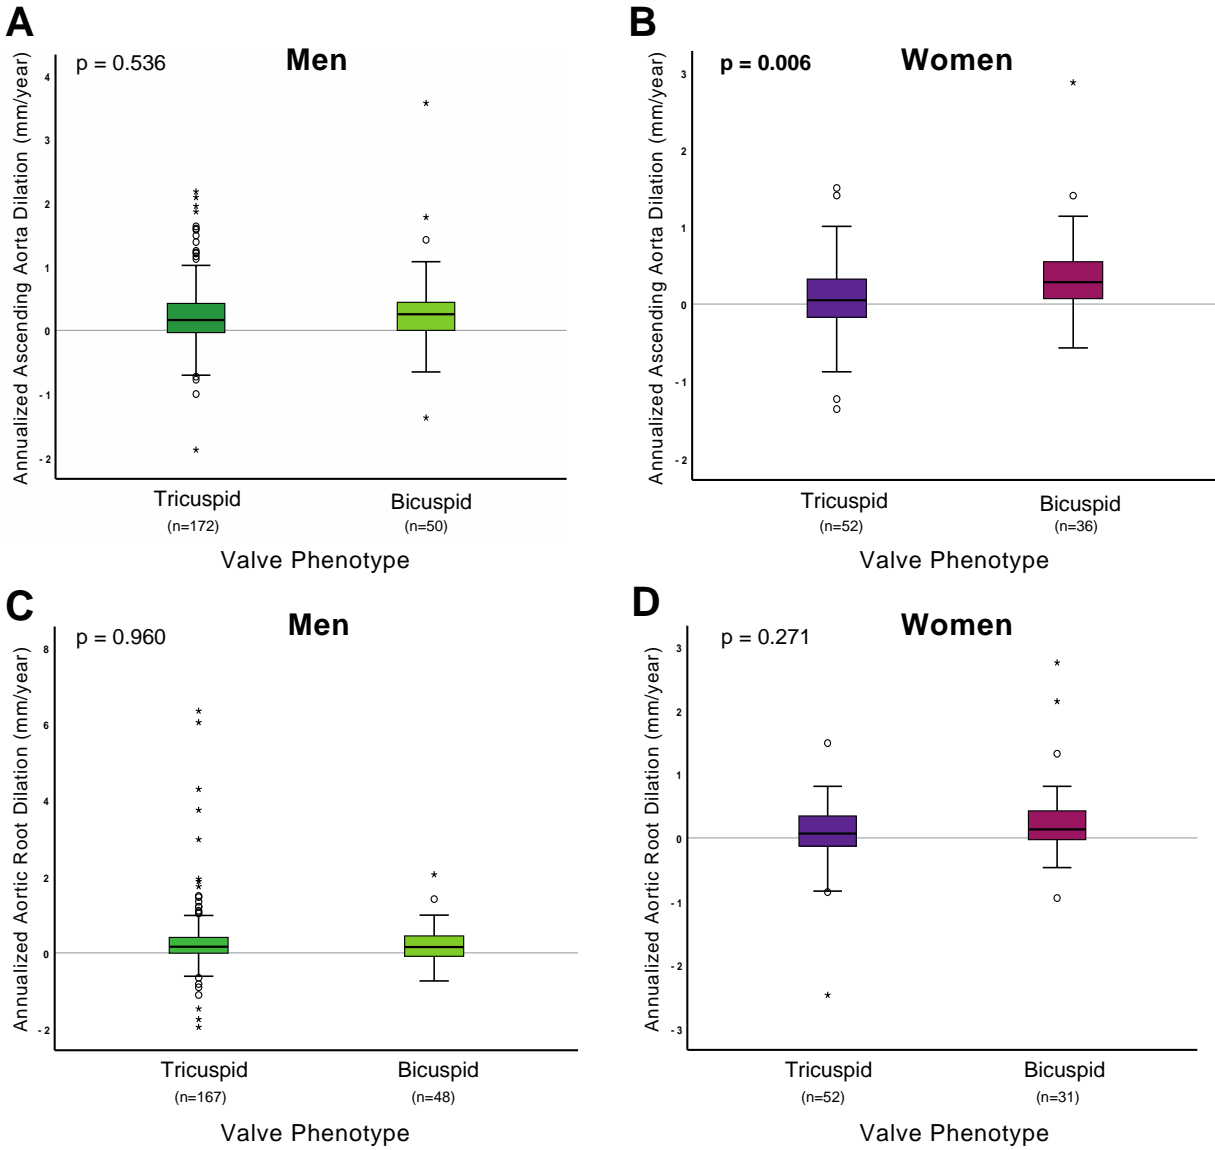 A
p = 0.536
Men
Annualized Ascending Aorta Dilation (mm/year)
4
3
2
1
0
- 1
- 2
Tricuspid
(n=172)
Bicuspid
(n=50)
Valve Phenotype
B
p = 0.006
Women
Annualized Ascending Aorta Dilation (mm/year)
3
2
1
0
- 1
- 2
Tricuspid
(n=52)
Bicuspid
(n=36)
Valve Phenotype
C
p = 0.960
Men
Annualized Aortic Root Dilation (mm/year)
8
6
4
2
0
- 2
Tricuspid
(n=167)
Bicuspid
(n=48)
Valve Phenotype
D
p = 0.271
Women
Annualized Aortic Root Dilation (mm/year)
3
2
1
0
- 1
- 2
- 3
Tricuspid
(n=52)
Bicuspid
(n=31)
Valve Phenotype